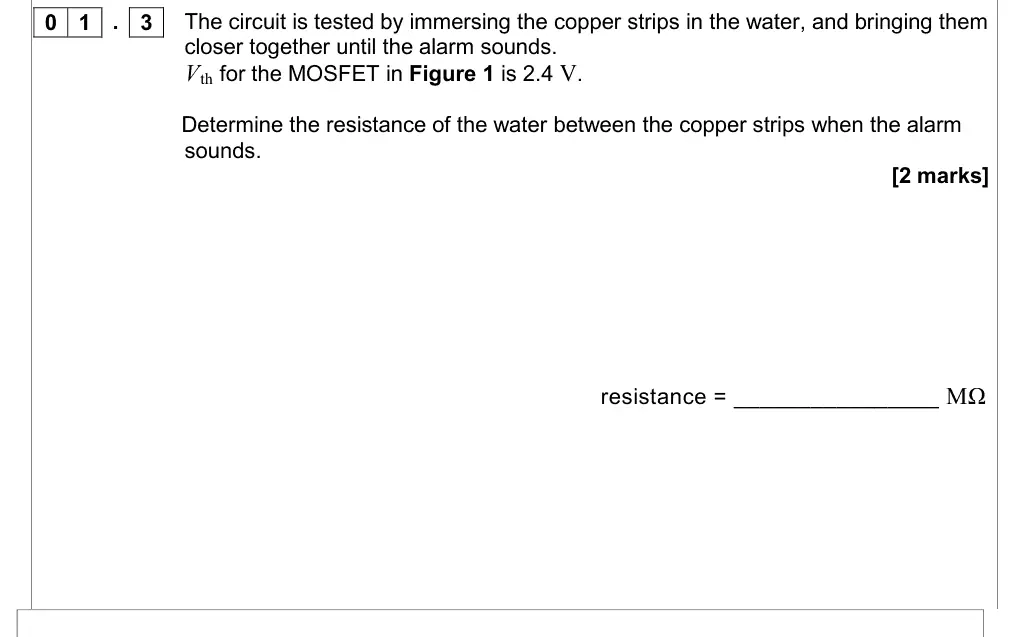 0 1 . 3 The circuit is tested by immersing the copper strips in the water, and bringing them
closer together until the alarm sounds.
Vth for the MOSFET in Figure 1 is 2.4 V.
Determine the resistance of the water between the copper strips when the alarm
sounds.
[2 marks]
resistance = ________________ MΩ